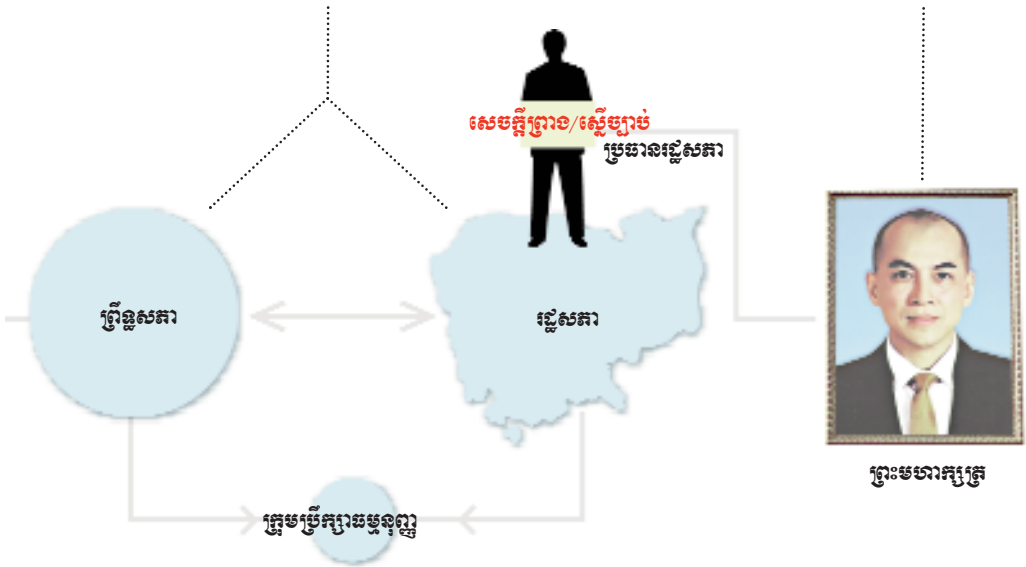 សេចក្តីព្រាង/ស្នើច្បាប់
ប្រធានរដ្ឋសភា
ព្រឹទ្ធសភា
រដ្ឋសភា
ព្រះមហាក្សត្រ
ក្រុមប្រឹក្សាធម្មនុញ្ញ